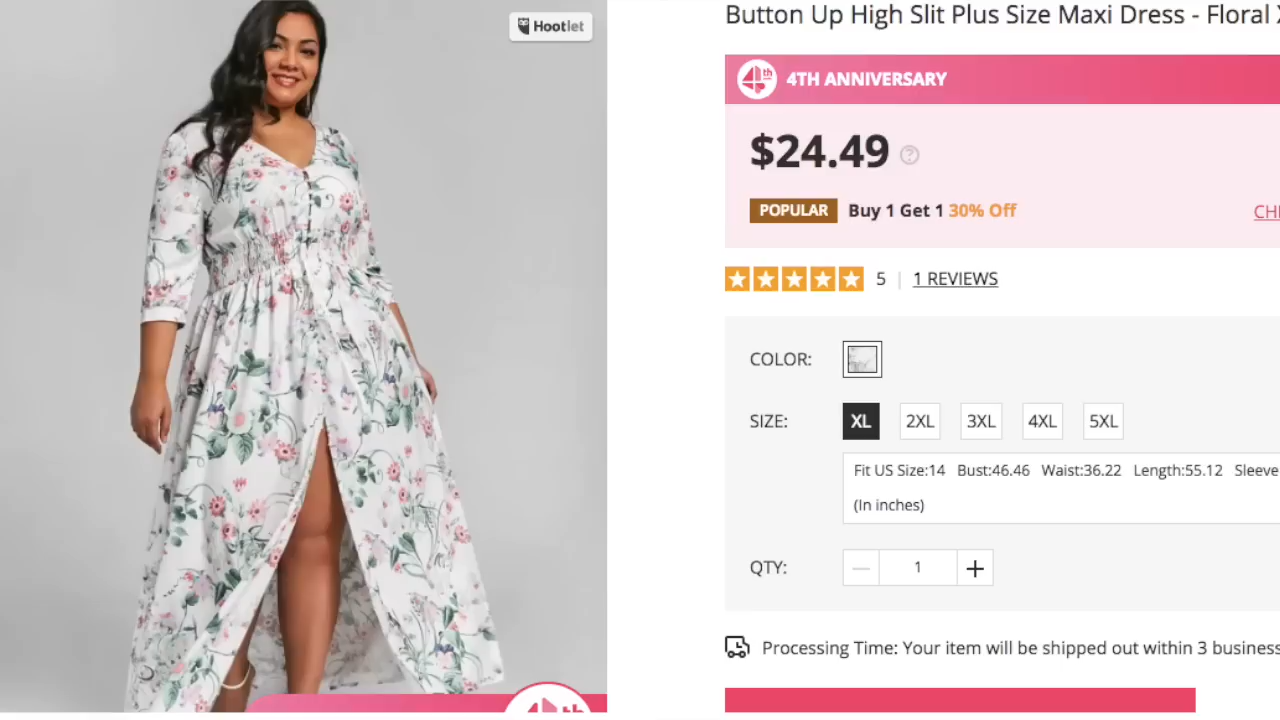 Hootlet
Button Up High Slit Plus Size Maxi Dress - Floral
4th 4TH ANNIVERSARY
$24.49 ?
POPULAR Buy 1 Get 1 30% Off
5 | 1 REVIEWS
COLOR:
SIZE: XL 2XL 3XL 4XL 5XL
Fit US Size:14 Bust:46.46 Waist:36.22 Length:55.12 Sleeve
(In inches)
QTY: — 1 +
Processing Time: Your item will be shipped out within 3 business
4th